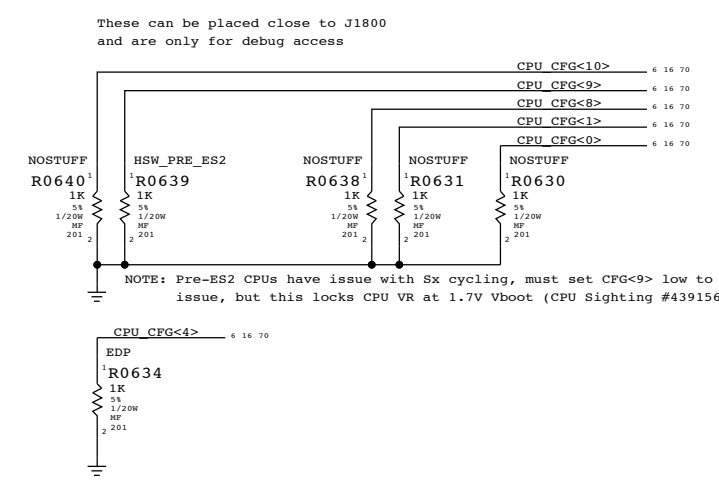 These can be placed close to J1800
and are only for debug access
CPU_CFG<10> 6 16 70
CPU_CFG<9> 6 16 70
CPU_CFG<8> 6 16 70
CPU_CFG<1> 6 16 70
CPU_CFG<0> 6 16 70
NOSTUFF HSW_PRE_ES2 NOSTUFF NOSTUFF NOSTUFF
R0640 1 1 R0639 R0638 1 1 R0631 1 R0630
1K 1K 1K 1K 1K
5% 5% 5% 5% 5%
1/20W 1/20W 1/20W 1/20W 1/20W
MF MF MF MF MF
201 2 2 201 201 2 2 201 2 201
NOTE: Pre-ES2 CPUs have issue with Sx cycling, must set CFG<9> low to
issue, but this locks CPU VR at 1.7V Vboot (CPU Sighting #439156
CPU_CFG<4> 6 16 70
EDP
1 R0634
1K
5%
1/20W
MF
2 201